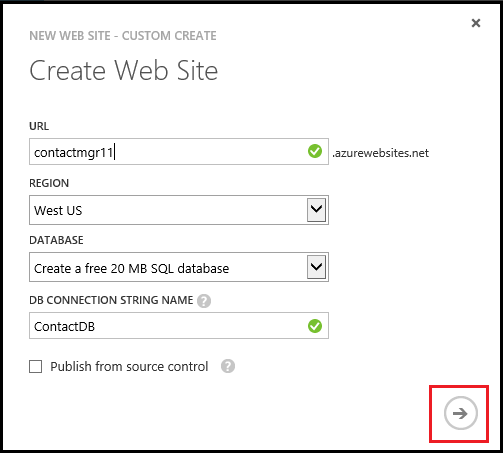 NEW WEB SITE - CUSTOM CREATE
Create Web Site
URL
contactmgr11 .azurewebsites.net
REGION
West US
DATABASE
Create a free 20 MB SQL database
DB CONNECTION STRING NAME ?
ContactDB
Publish from source control ?